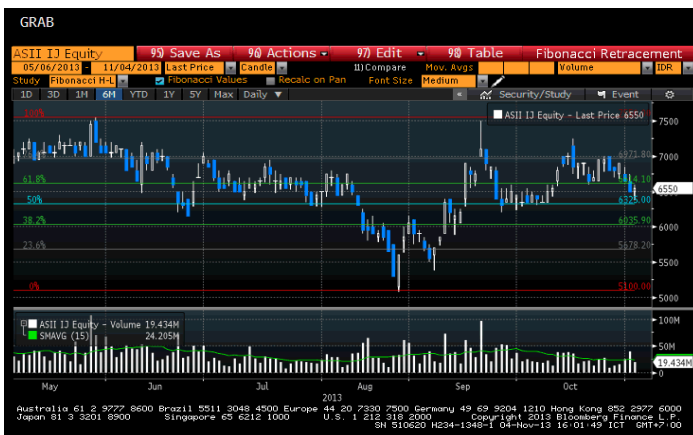 GRAB
ASII IJ Equity 95) Save As 96) Actions 97) Edit 98) Table Fibonacci Retracement
05/06/2013 - 11/04/2013 Last Price Candle 11) Compare Mov. Avgs Volume IDR
Study Fibonacci H-L Fibonacci Values Recalc on Pan Font Size Medium
1D 3D 1M 6M YTD 1Y 5Y Max Daily ▼ « Security/Study Event
100% ASII IJ Equity - Last Price 6550
7500
6971.80 7000
61.8% 6614.10
6550
50% 6325.00
38.2% 6035.90 6000
23.6% 5678.20
5500
0% 5100.00
5000
ASII IJ Equity - Volume 19.434M 100M
SMAVG (15) 24.205M
50M
19.434M
0
May Jun Jul Aug Sep Oct
2013
Australia 61 2 9777 8600 Brazil 5511 3048 4500 Europe 44 20 7330 7500 Germany 49 69 9204 1210 Hong Kong 852 2977 6000
Japan 81 3 3201 8900 Singapore 65 6212 1000 U.S. 1 212 318 2000 Copyright 2013 Bloomberg Finance L.P.
SN 510620 H234-1348-1 04-Nov-13 16:01:49 ICT GMT+7:00